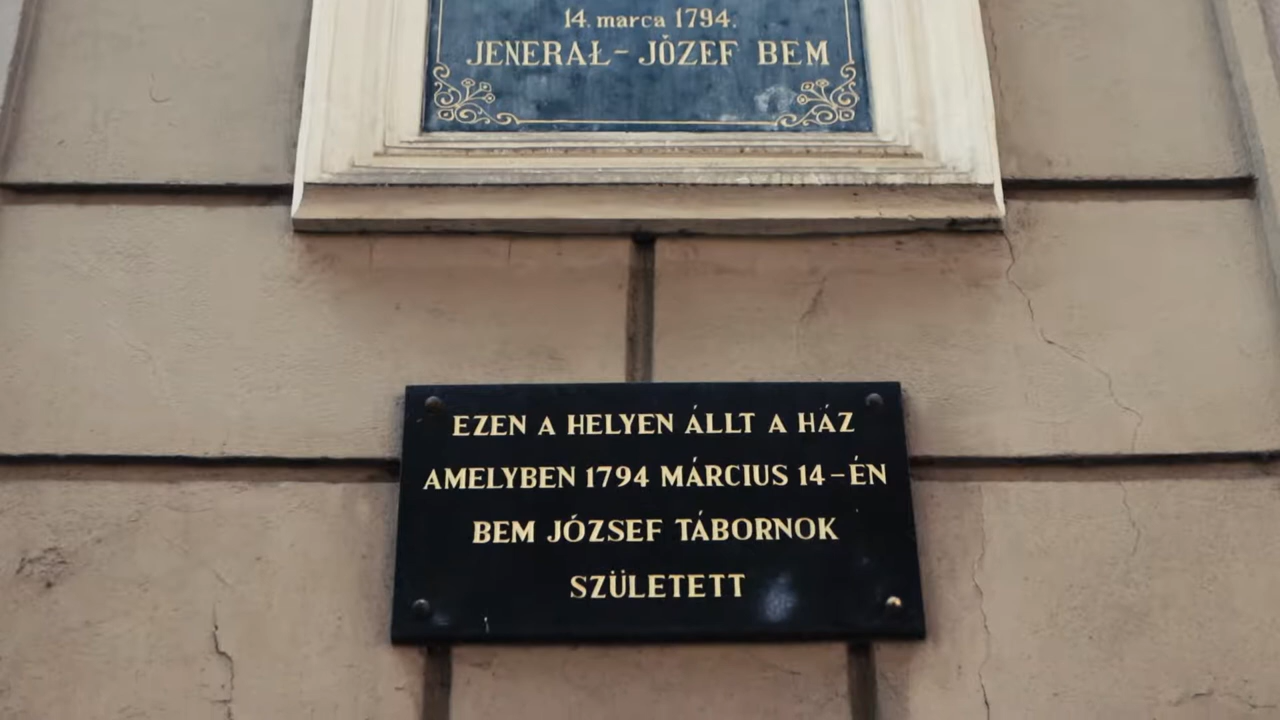 14. marca 1794.
JENERAŁ - JÓZEF BEM
EZEN A HELYEN ÁLLT A HÁZ
AMELYBEN 1794 MÁRCIUS 14 - ÉN
BEM JÓZSEF TÁBORNOK
SZÜLETETT